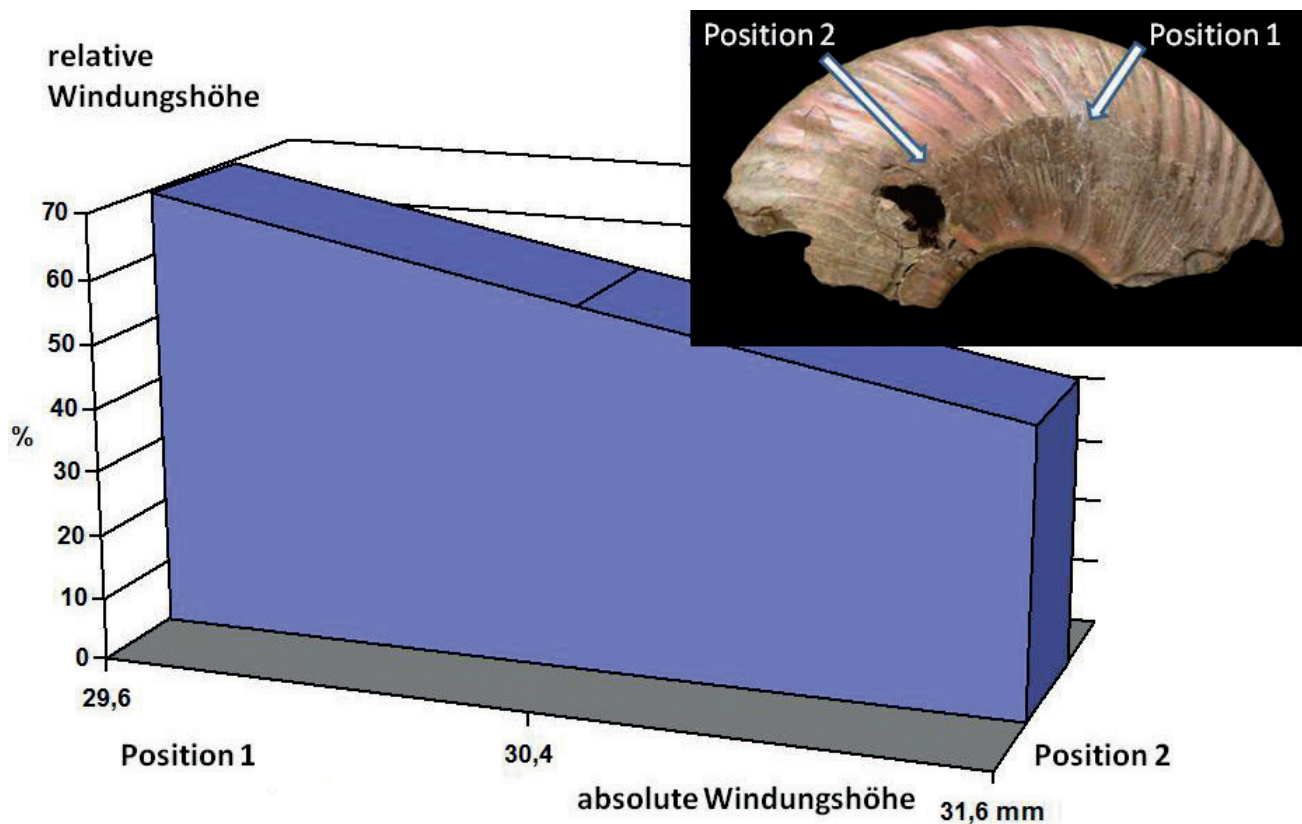 relative
Windungshöhe
Position 2
Position 1
70
60
50
40
%
30
20
10
0
29,6
Position 1
30,4
Position 2
absolute Windungshöhe
31,6 mm